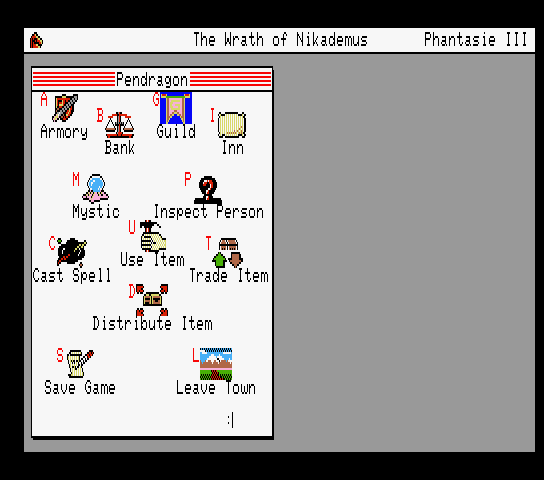 The Wrath of Nikademus Phantasie III
Pendragon
A Armory
B Bank
G Guild
I Inn
M Mystic
P Inspect Person
C Cast Spell
U Use Item
T Trade Item
D Distribute Item
S Save Game
L Leave Town
: